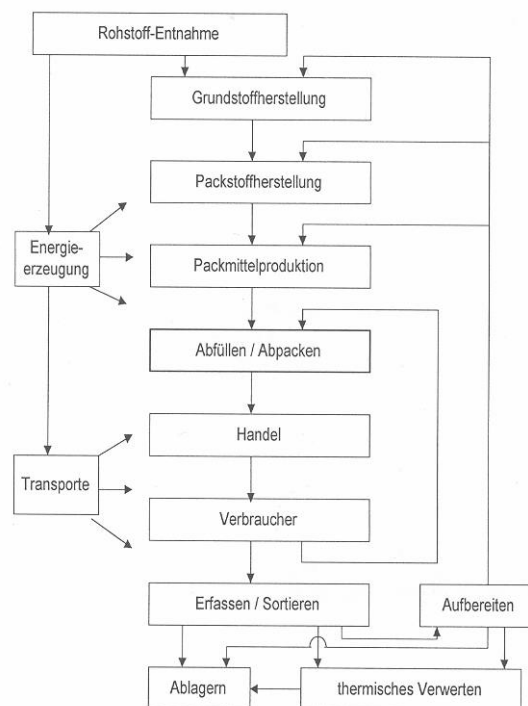 Rohstoff-Entnahme
Grundstoffherstellung
Packstoffherstellung
Energie-
erzeugung
Packmittelproduktion
Abfüllen / Abpacken
Handel
Transporte
Verbraucher
Erfassen / Sortieren
Aufbereiten
Ablagern
thermisches Verwerten